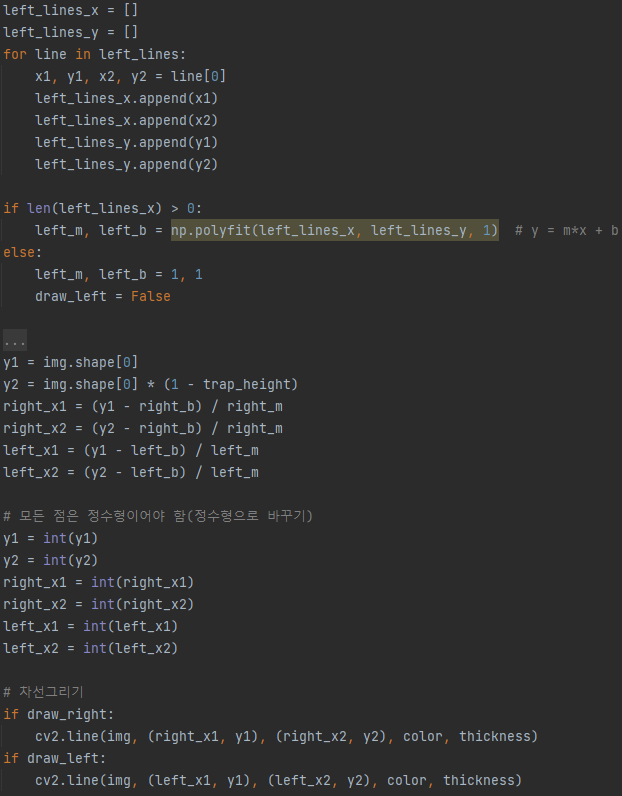 left_lines_x = []
left_lines_y = []
for line in left_lines:
    x1, y1, x2, y2 = line[0]
    left_lines_x.append(x1)
    left_lines_x.append(x2)
    left_lines_y.append(y1)
    left_lines_y.append(y2)

if len(left_lines_x) > 0:
    left_m, left_b = np.polyfit(left_lines_x, left_lines_y, 1)  # y = m*x + b
else:
    left_m, left_b = 1, 1
    draw_left = False

...
y1 = img.shape[0]
y2 = img.shape[0] * (1 - trap_height)
right_x1 = (y1 - right_b) / right_m
right_x2 = (y2 - right_b) / right_m
left_x1 = (y1 - left_b) / left_m
left_x2 = (y2 - left_b) / left_m

# 모든 점은 정수형이어야 함(정수형으로 바꾸기)
y1 = int(y1)
y2 = int(y2)
right_x1 = int(right_x1)
right_x2 = int(right_x2)
left_x1 = int(left_x1)
left_x2 = int(left_x2)

# 차선그리기
if draw_right:
    cv2.line(img, (right_x1, y1), (right_x2, y2), color, thickness)
if draw_left:
    cv2.line(img, (left_x1, y1), (left_x2, y2), color, thickness)